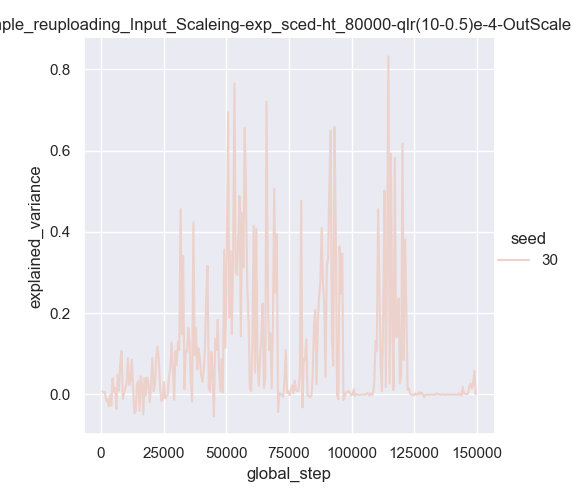 ple_reuploading_Input_Scaleing-exp_sced-ht_80000-qlr(10-0.5)e-4-OutScale
0.8
0.6
0.4
0.2
0.0
explained_variance
0 25000 50000 75000 100000 125000 150000
global_step
seed
30